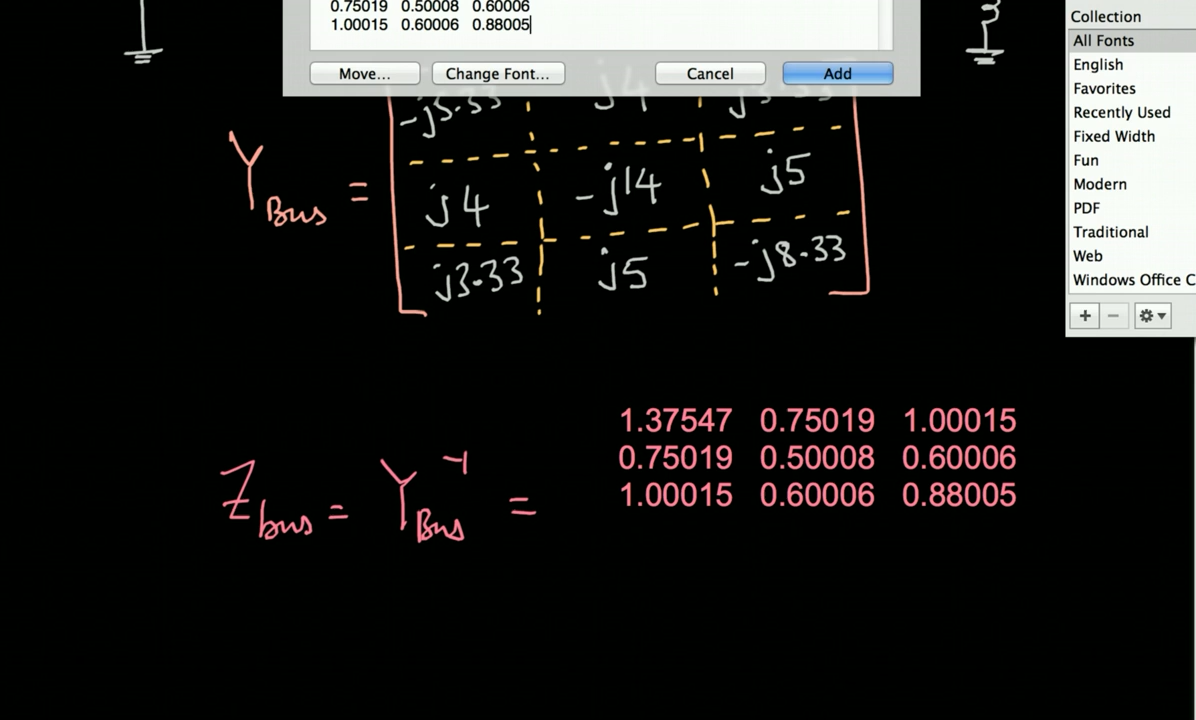 0.75019 0.50008 0.60006
1.00015 0.60006 0.88005
Move... Change Font... Cancel Add
Collection
All Fonts
English
Favorites
Recently Used
Fixed Width
Fun
Modern
PDF
Traditional
Web
Windows Office C
+ −
-j5.33 j4
Y Bus =
j4 -j14 j5
j3.33 j5 -j8.33
1.37547 0.75019 1.00015
0.75019 0.50008 0.60006
1.00015 0.60006 0.88005
Z bus = Y Bus -1 =